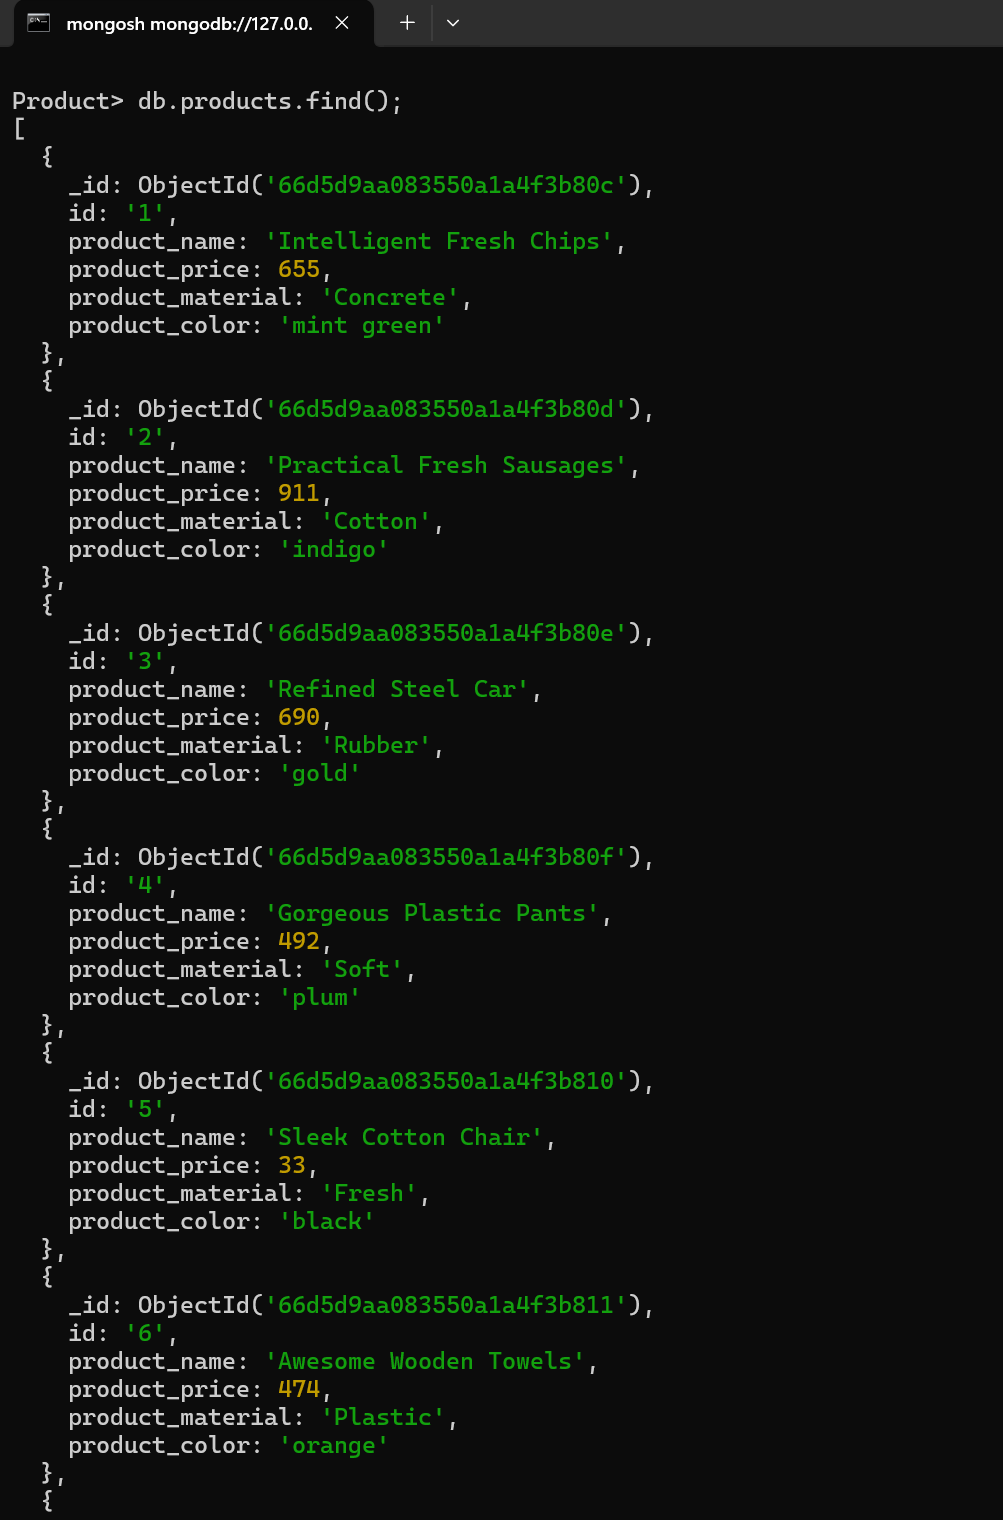 mongosh mongodb://127.0.0.
Product> db.products.find();
[
  {
    _id: ObjectId('66d5d9aa083550a1a4f3b80c'),
    id: '1',
    product_name: 'Intelligent Fresh Chips',
    product_price: 655,
    product_material: 'Concrete',
    product_color: 'mint green'
  },
  {
    _id: ObjectId('66d5d9aa083550a1a4f3b80d'),
    id: '2',
    product_name: 'Practical Fresh Sausages',
    product_price: 911,
    product_material: 'Cotton',
    product_color: 'indigo'
  },
  {
    _id: ObjectId('66d5d9aa083550a1a4f3b80e'),
    id: '3',
    product_name: 'Refined Steel Car',
    product_price: 690,
    product_material: 'Rubber',
    product_color: 'gold'
  },
  {
    _id: ObjectId('66d5d9aa083550a1a4f3b80f'),
    id: '4',
    product_name: 'Gorgeous Plastic Pants',
    product_price: 492,
    product_material: 'Soft',
    product_color: 'plum'
  },
  {
    _id: ObjectId('66d5d9aa083550a1a4f3b810'),
    id: '5',
    product_name: 'Sleek Cotton Chair',
    product_price: 33,
    product_material: 'Fresh',
    product_color: 'black'
  },
  {
    _id: ObjectId('66d5d9aa083550a1a4f3b811'),
    id: '6',
    product_name: 'Awesome Wooden Towels',
    product_price: 474,
    product_material: 'Plastic',
    product_color: 'orange'
  },
  {